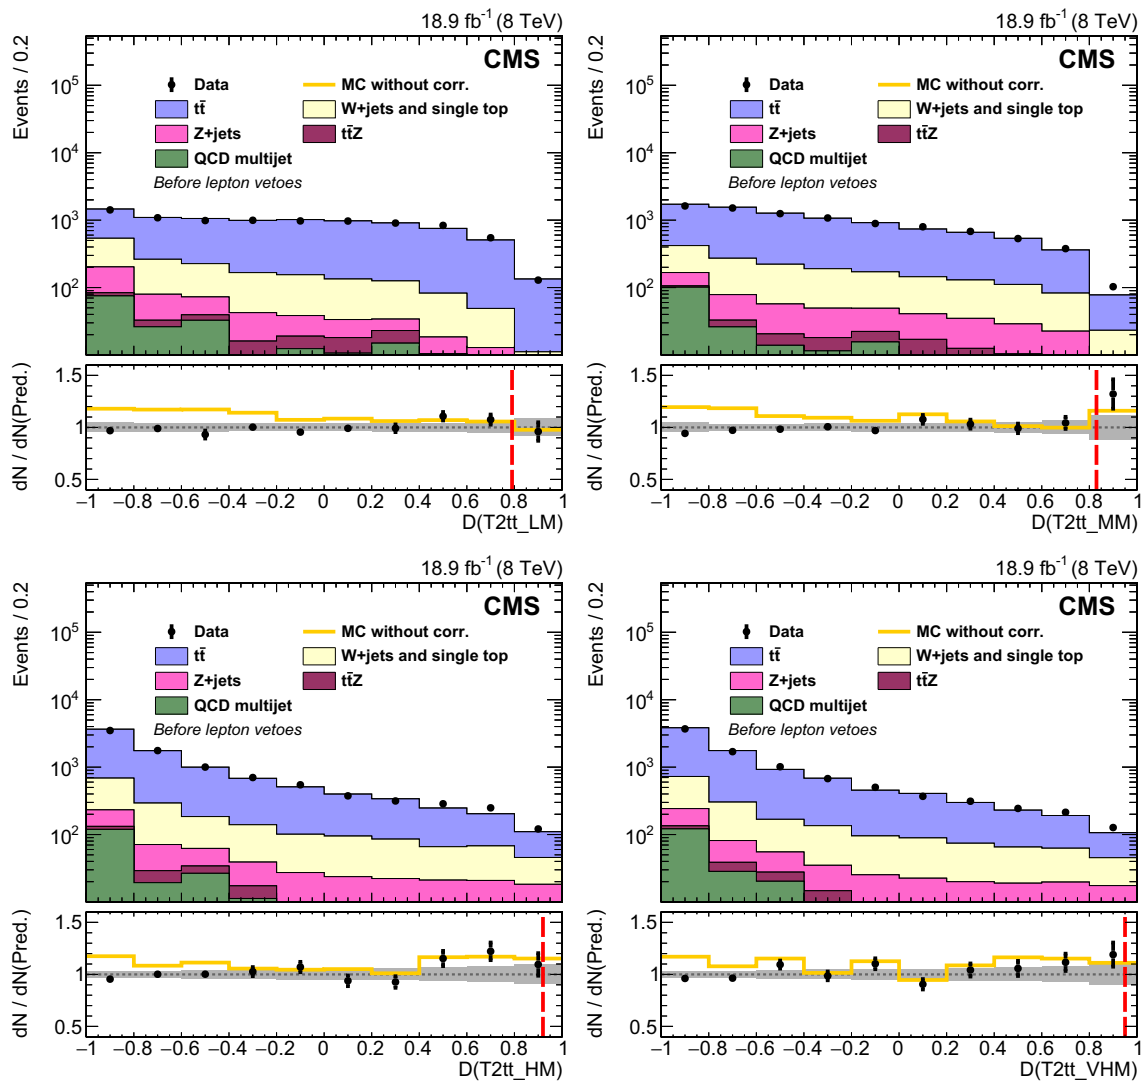 18.9 fb⁻¹ (8 TeV)
Events / 0.2
CMS
Data
MC without corr.
tt̄
W+jets and single top
Z+jets
tt̄Z
QCD multijet
Before lepton vetoes
10⁵
10⁴
10³
10²
dN / dN(Pred.)
1.5
1
0.5
−1 −0.8 −0.6 −0.4 −0.2 0 0.2 0.4 0.6 0.8 1
D(T2tt_LM)
18.9 fb⁻¹ (8 TeV)
Events / 0.2
CMS
Data
MC without corr.
tt̄
W+jets and single top
Z+jets
tt̄Z
QCD multijet
Before lepton vetoes
10⁵
10⁴
10³
10²
dN / dN(Pred.)
1.5
1
0.5
−1 −0.8 −0.6 −0.4 −0.2 0 0.2 0.4 0.6 0.8 1
D(T2tt_MM)
18.9 fb⁻¹ (8 TeV)
Events / 0.2
CMS
Data
MC without corr.
tt̄
W+jets and single top
Z+jets
tt̄Z
QCD multijet
Before lepton vetoes
10⁵
10⁴
10³
10²
dN / dN(Pred.)
1.5
1
0.5
−1 −0.8 −0.6 −0.4 −0.2 0 0.2 0.4 0.6 0.8 1
D(T2tt_HM)
18.9 fb⁻¹ (8 TeV)
Events / 0.2
CMS
Data
MC without corr.
tt̄
W+jets and single top
Z+jets
tt̄Z
QCD multijet
Before lepton vetoes
10⁵
10⁴
10³
10²
dN / dN(Pred.)
1.5
1
0.5
−1 −0.8 −0.6 −0.4 −0.2 0 0.2 0.4 0.6 0.8 1
D(T2tt_VHM)